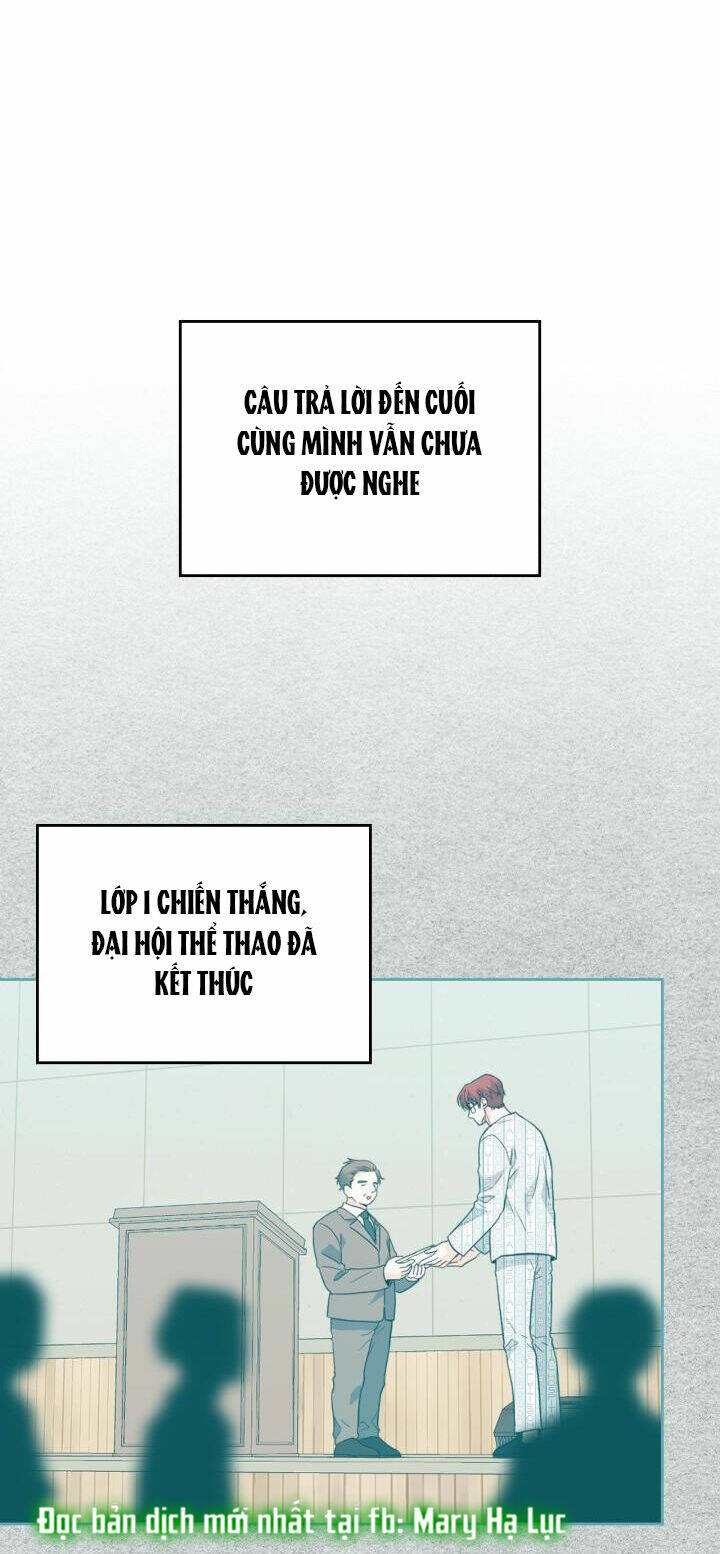 CÂU TRẢ LỜI ĐẾN CUỐI
CÙNG MÌNH VẪN CHƯA
ĐƯỢC NGHE
LỚP 1 CHIẾN THẮNG,
ĐẠI HỘI THỂ THAO ĐÃ
KẾT THÚC
Đọc bản dịch mới nhất tại fb: Mary Hạ Lục